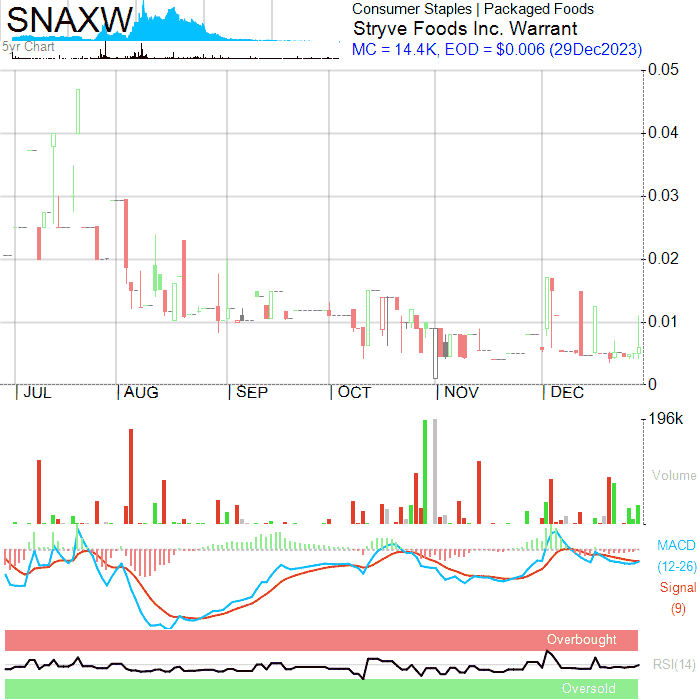 SNAXW
5yr Chart
Consumer Staples | Packaged Foods
Stryve Foods Inc. Warrant
MC = 14.4K, EOD = $0.006 (29Dec2023)
0.05
0.04
0.03
0.02
0.01
0
| JUL | AUG | SEP | OCT | NOV | DEC
196k
Volume
MACD
(12-26)
Signal
(9)
Overbought
RSI(14)
Oversold